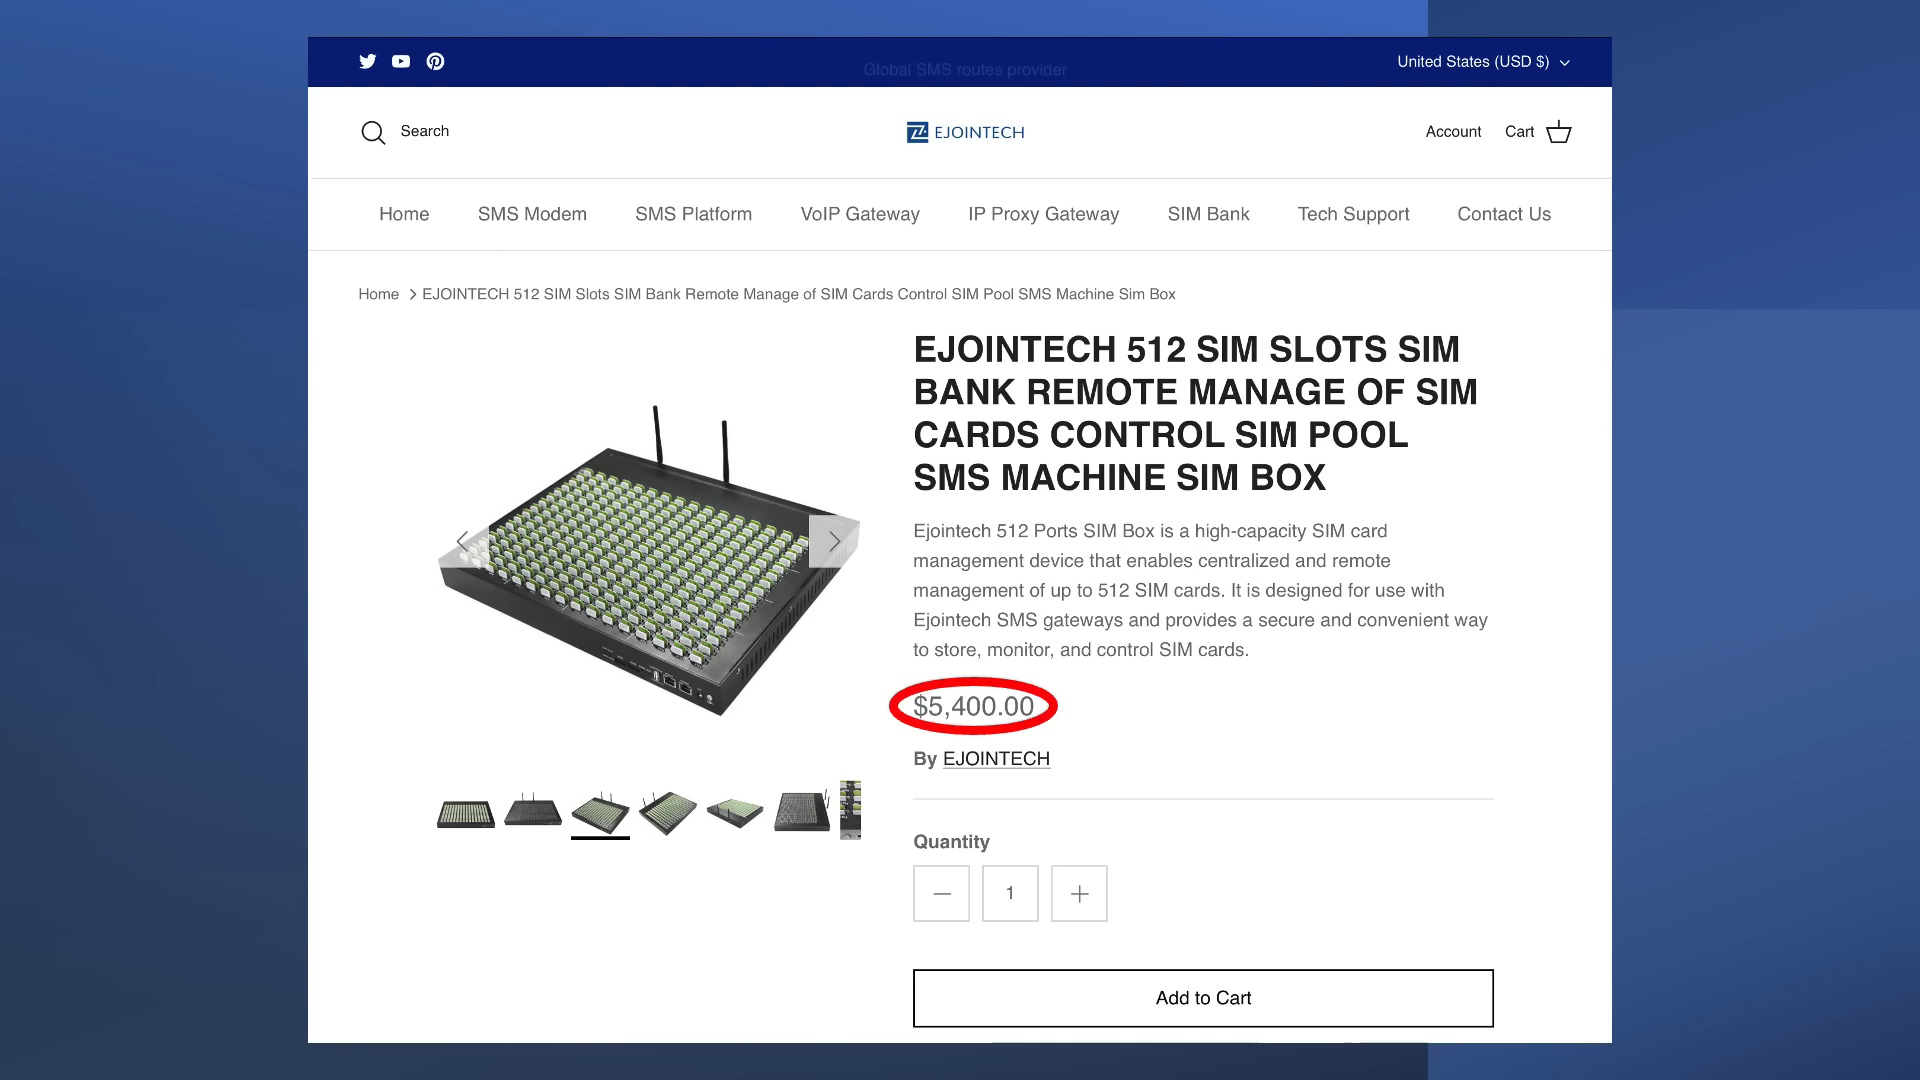 Global SMS routes provider
United States (USD $)
Search
EJOINTECH
Account
Cart
Home
SMS Modem
SMS Platform
VoIP Gateway
IP Proxy Gateway
SIM Bank
Tech Support
Contact Us
Home > EJOINTECH 512 SIM Slots SIM Bank Remote Manage of SIM Cards Control SIM Pool SMS Machine Sim Box
EJOINTECH 512 SIM SLOTS SIM
BANK REMOTE MANAGE OF SIM
CARDS CONTROL SIM POOL
SMS MACHINE SIM BOX
Ejointech 512 Ports SIM Box is a high-capacity SIM card
management device that enables centralized and remote
management of up to 512 SIM cards. It is designed for use with
Ejointech SMS gateways and provides a secure and convenient way
to store, monitor, and control SIM cards.
$5,400.00
By EJOINTECH
Quantity
1
Add to Cart